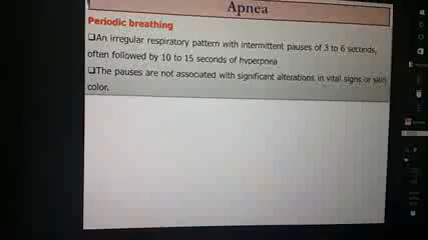 Apnea
Periodic breathing
❑An irregular respiratory pattern with intermittent pauses of 3 to 6 seconds,
often followed by 10 to 15 seconds of hyperpnea
❑The pauses are not associated with significant alterations in vital signs or skin
color.